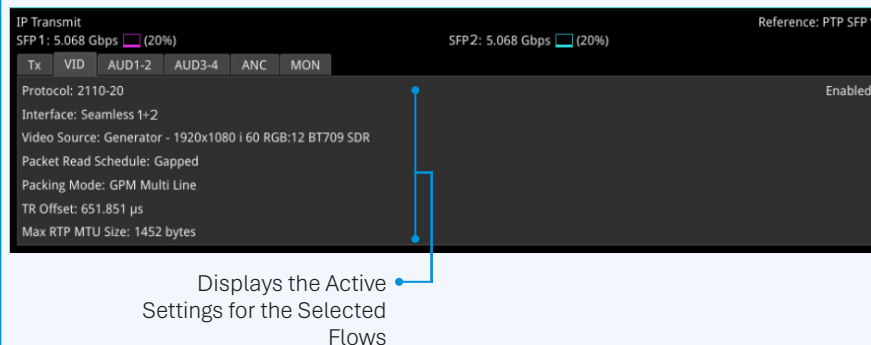 IP Transmit
Reference: PTP SFP 1
SFP1: 5.068 Gbps (20%)
SFP2: 5.068 Gbps (20%)
Tx VID AUD1-2 AUD3-4 ANC MON
Protocol: 2110-20
Enabled
Interface: Seamless 1+2
Video Source: Generator - 1920x1080 i 60 RGB:12 BT709 SDR
Packet Read Schedule: Gapped
Packing Mode: GPM Multi Line
TR Offset: 651.851 µs
Max RTP MTU Size: 1452 bytes
Displays the Active
Settings for the Selected
Flows